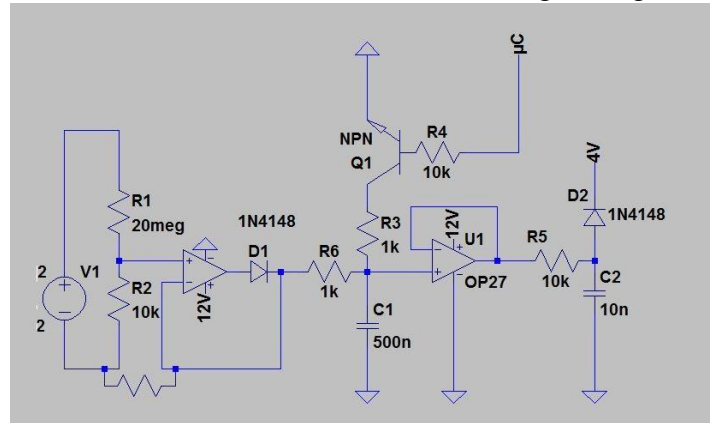 µC
NPN
R4
Q1
10k
4V
R1
20meg
1N4148
D2
1N4148
D1
R6
R3
1k
12V
U1
R5
2
V1
R2
10k
12V
1k
OP27
10k
C2
10n
2
C1
500n